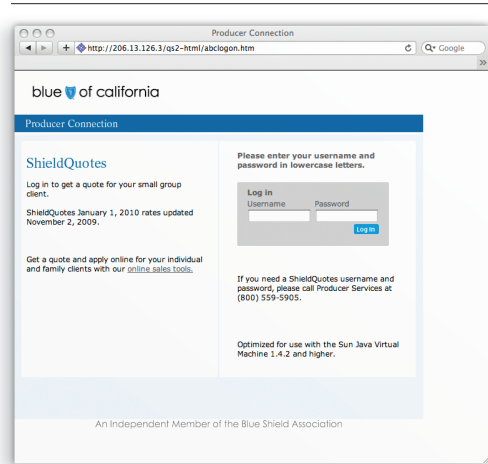 Producer Connection
http://206.13.126.3/qs2-html/abclogon.htm
Google
blue of california
Producer Connection
ShieldQuotes
Log in to get a quote for your small group
client.
ShieldQuotes January 1, 2010 rates updated
November 2, 2009.
Get a quote and apply online for your individual
and family clients with our online sales tools.
Please enter your username and
password in lowercase letters.
Log in
Username Password
Log In
If you need a ShieldQuotes username and
password, please call Producer Services at
(800) 559-5905.
Optimized for use with the Sun Java Virtual
Machine 1.4.2 and higher.
An Independent Member of the Blue Shield Association